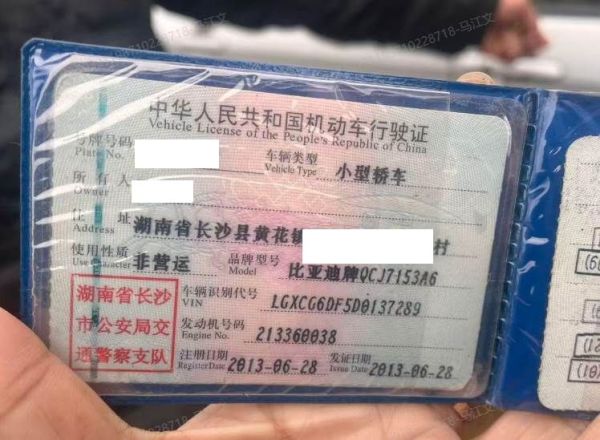 10228718-马江文
中华人民共和国机动车行驶证
Vehicle License of the People's Republic of China
号牌号码 车辆类型 小型轿车
Plate No. Vehicle Type
所有人
Owner
住址 湖南省长沙县黄花镇 村
Address
使用性质 非营运 品牌型号 比亚迪牌QCJ7153A6
Use Character Model
湖南省长沙
市公安局交
通警察支队
车辆识别代号 LGXCG6DF5D0137289
VIN
发动机号码 213360038
Engine No.
注册日期 2013-06-28 发证日期 2013-06-28
Register Date Issue Date